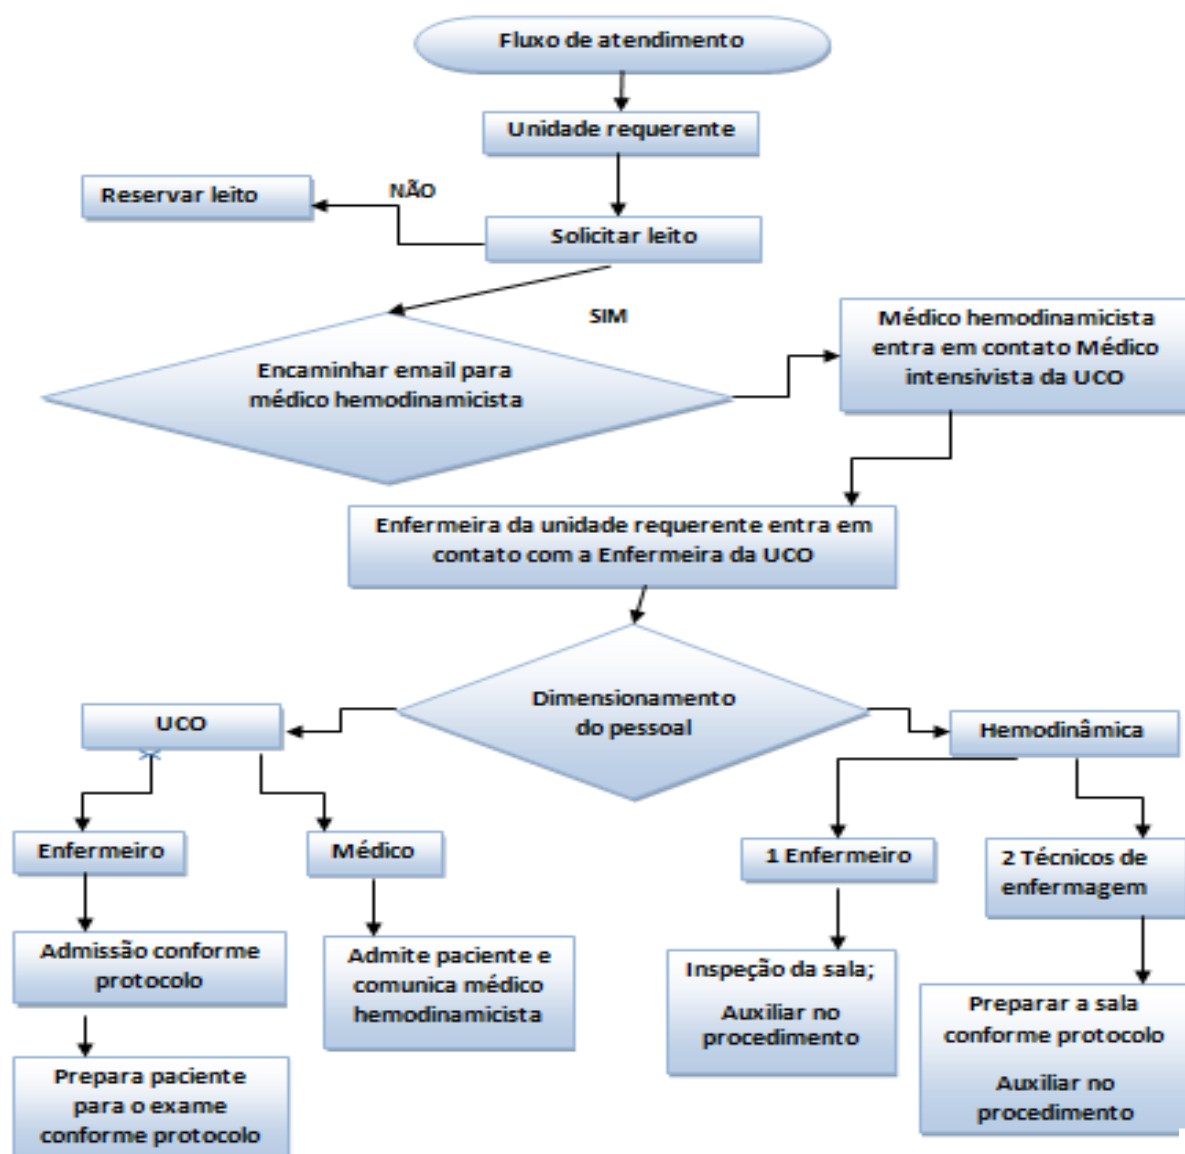 Fluxo de atendimento
Unidade requerente
Reservar leito
NÃO
Solicitar leito
SIM
Encaminhar email para
médico hemodinamicista
Médico hemodinamicista
entra em contato Médico
intensivista da UCO
Enfermeira da unidade requerente entra em
contato com a Enfermeira da UCO
Dimensionamento
do pessoal
UCO
Hemodinâmica
Enfermeiro
Médico
1 Enfermeiro
2 Técnicos de
enfermagem
Admissão conforme
protocolo
Admite paciente e
comunica médico
hemodinamicista
Inspeção da sala;
Auxiliar no
procedimento
Preparar a sala
conforme protocolo
Auxiliar no
procedimento
Prepara paciente
para o exame
conforme protocolo